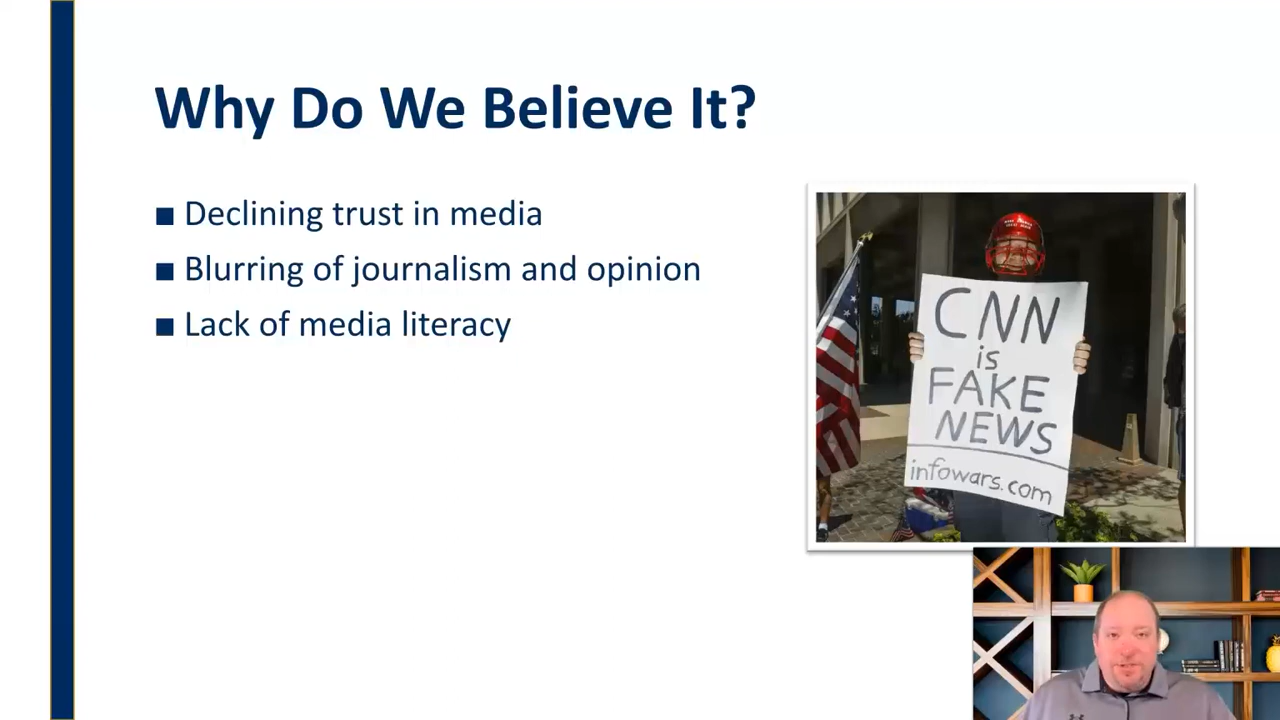 Why Do We Believe It?
■ Declining trust in media
■ Blurring of journalism and opinion
■ Lack of media literacy
CNN
is
FAKE
NEWS
infowars.com